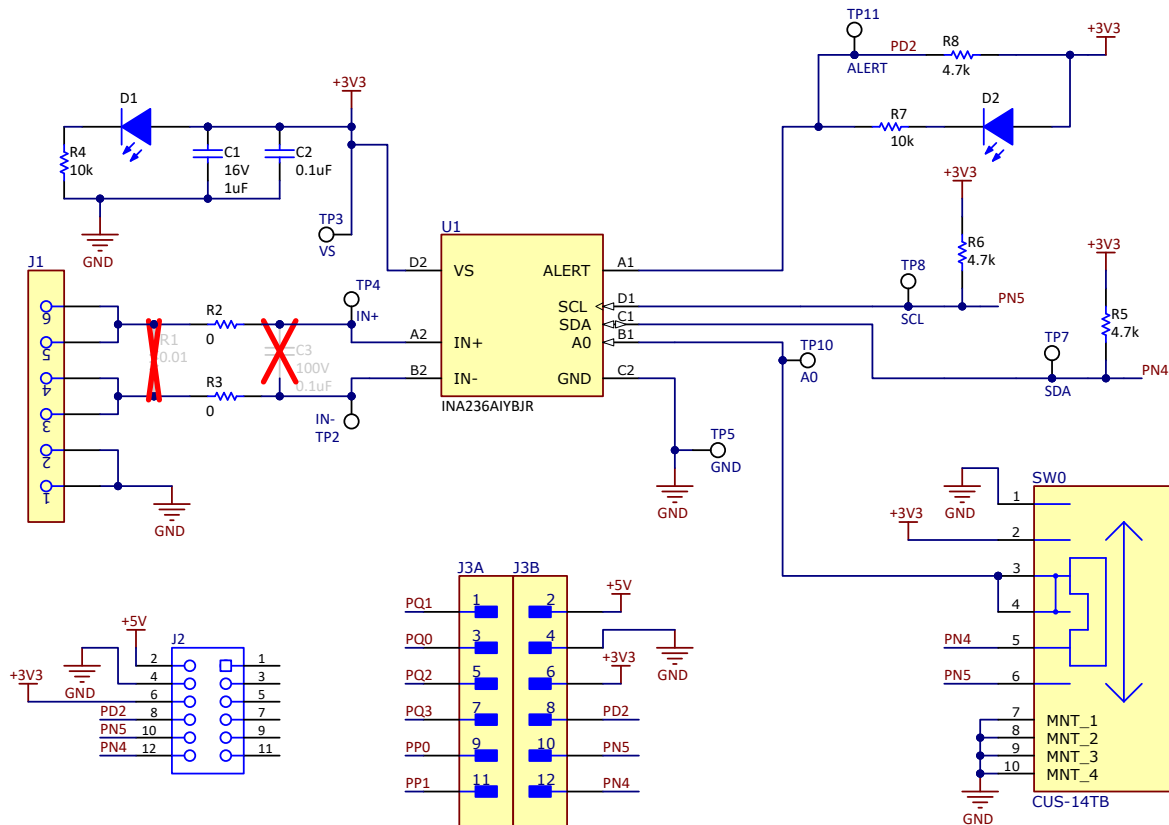 TP11
PD2
R8
4.7k
+3V3
ALERT
+3V3
D1
R4
10k
C1
16V
1uF
C2
0.1uF
GND
TP3
VS
R7
10k
D2
U1
D2
VS
ALERT
A1
SCL
D1
SDA
C1
A0
B1
A2
IN+
B2
IN-
GND
C2
INA236AIYBJR
+3V3
R6
4.7k
TP8
SCL
PN5
+3V3
R5
4.7k
TP7
SDA
PN4
TP10
A0
TP5
GND
GND
J1
6
5
4
3
2
1
GND
R1
0.01
R2
0
R3
0
C3
100V
0.1uF
TP4
IN+
IN-
TP2
SW0
GND
1
+3V3
2
3
4
PN4
5
PN5
6
7
MNT_1
8
MNT_2
9
MNT_3
10
MNT_4
GND
CUS-14TB
J2
+5V
GND
+3V3
2
1
4
3
6
5
PD2
8
7
PN5
10
9
PN4
12
11
J3A
J3B
PQ1
1
2
+5V
PQ0
3
4
GND
PQ2
5
6
+3V3
PQ3
7
8
PD2
PP0
9
10
PN5
PP1
11
12
PN4